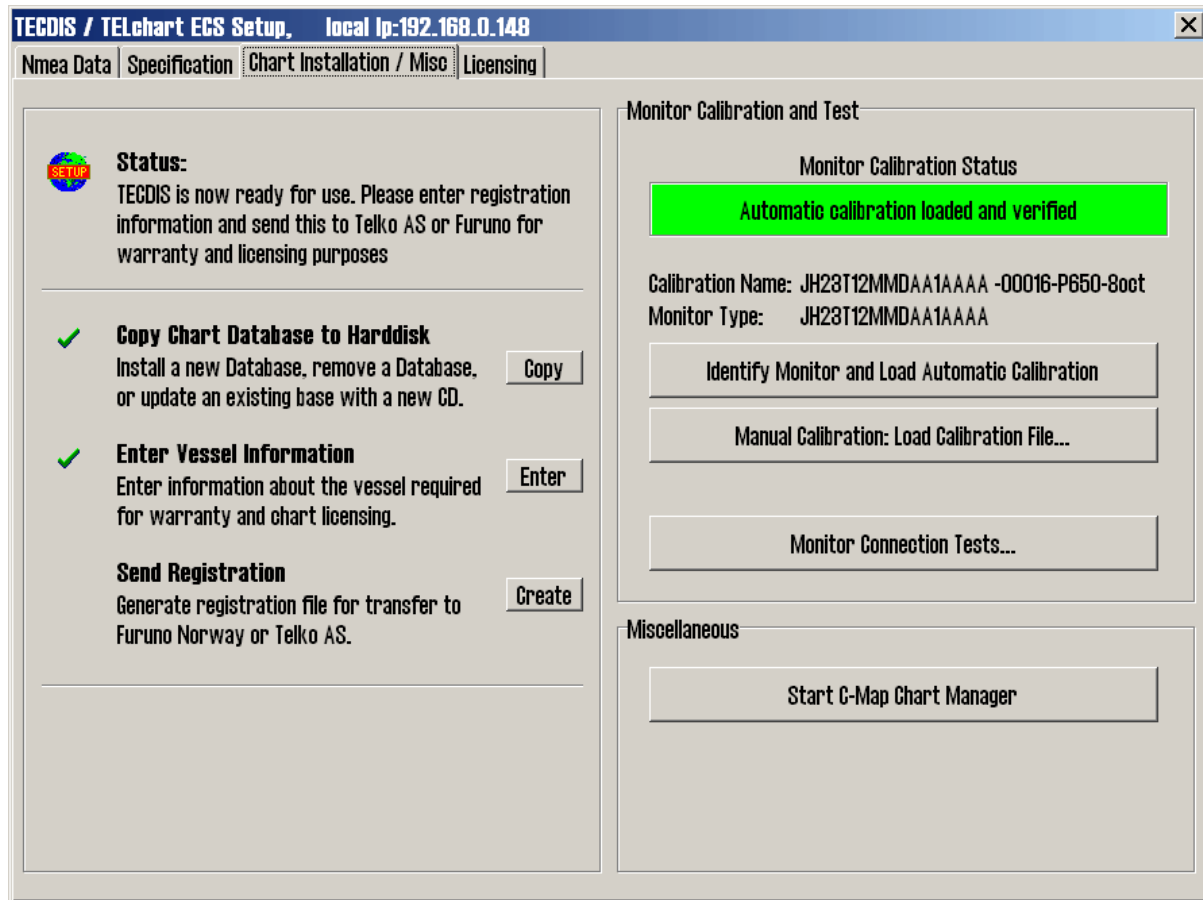 TECDIS / TELchart ECS Setup,    local Ip:192.168.0.148
Nmea Data
Specification
Chart Installation / Misc
Licensing
SETUP
Status:
TECDIS is now ready for use. Please enter registration
information and send this to Telko AS or Furuno for
warranty and licensing purposes
Copy Chart Database to Harddisk
Install a new Database, remove a Database,
or update an existing base with a new CD.
Copy
Enter Vessel Information
Enter information about the vessel required
for warranty and chart licensing.
Enter
Send Registration
Generate registration file for transfer to
Furuno Norway or Telko AS.
Create
Monitor Calibration and Test
Monitor Calibration Status
Automatic calibration loaded and verified
Calibration Name: JH23T12MMDAA1AAAA -00016-P650-8oct
Monitor Type: JH23T12MMDAA1AAAA
Identify Monitor and Load Automatic Calibration
Manual Calibration: Load Calibration File...
Monitor Connection Tests...
Miscellaneous
Start C-Map Chart Manager